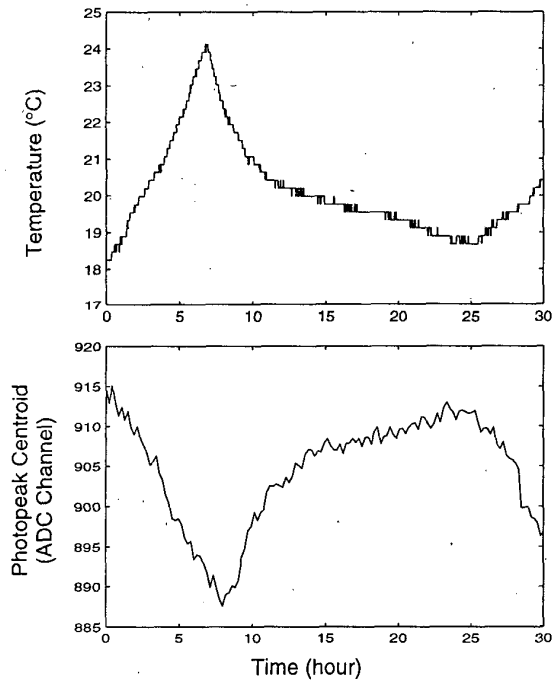 25
24
23
22
21
20
19
18
17
Temperature (°C)
0 5 10 15 20 25 30
920
915
910
905
900
895
890
885
Photopeak Centroid
(ADC Channel)
0 5 10 15 20 25 30
Time (hour)